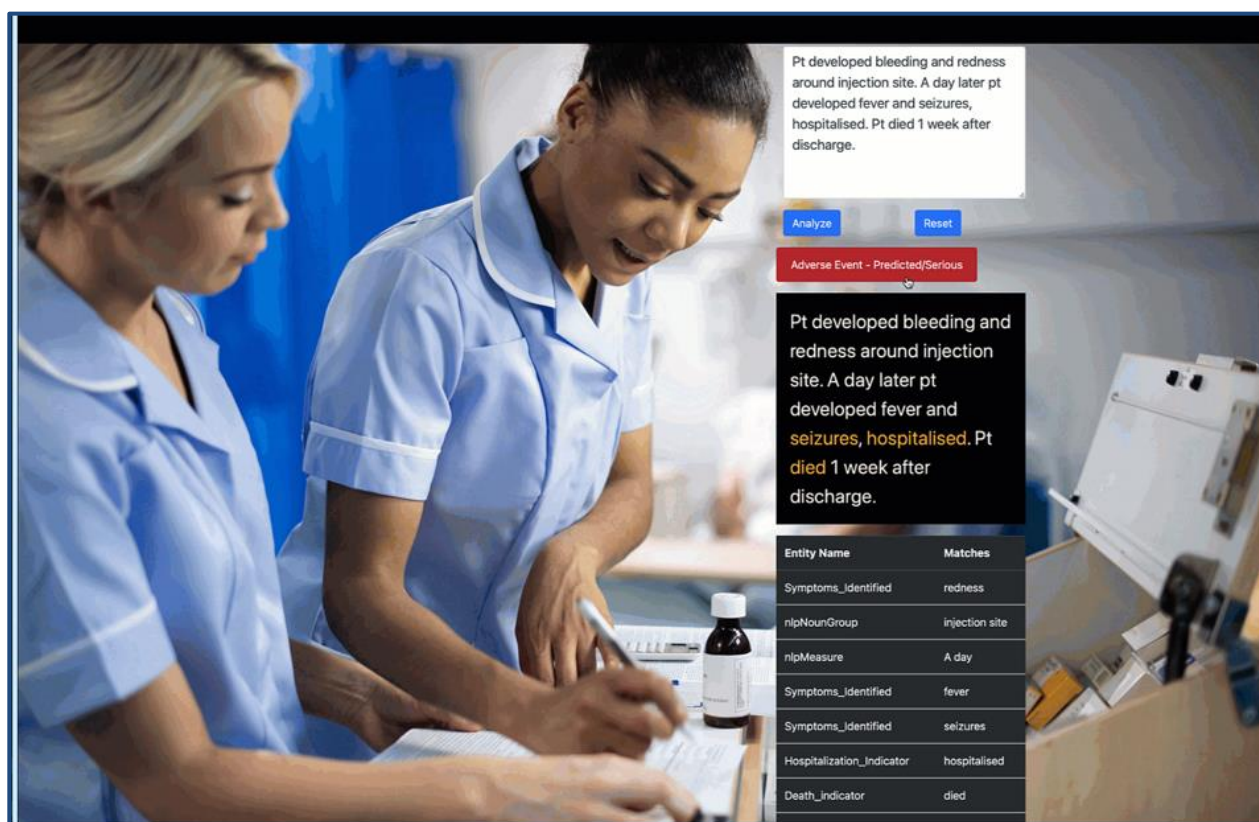 Pt developed bleeding and redness
around injection site. A day later pt
developed fever and seizures,
hospitalised. Pt died 1 week after
discharge.
Analyze
Reset
Adverse Event - Predicted/Serious
Pt developed bleeding and
redness around injection
site. A day later pt
developed fever and
seizures, hospitalised. Pt
died 1 week after
discharge.
Entity Name Matches
Symptoms_Identified redness
nlpNounGroup injection site
nlpMeasure A day
Symptoms_Identified fever
Symptoms_Identified seizures
Hospitalization_Indicator hospitalised
Death_indicator died